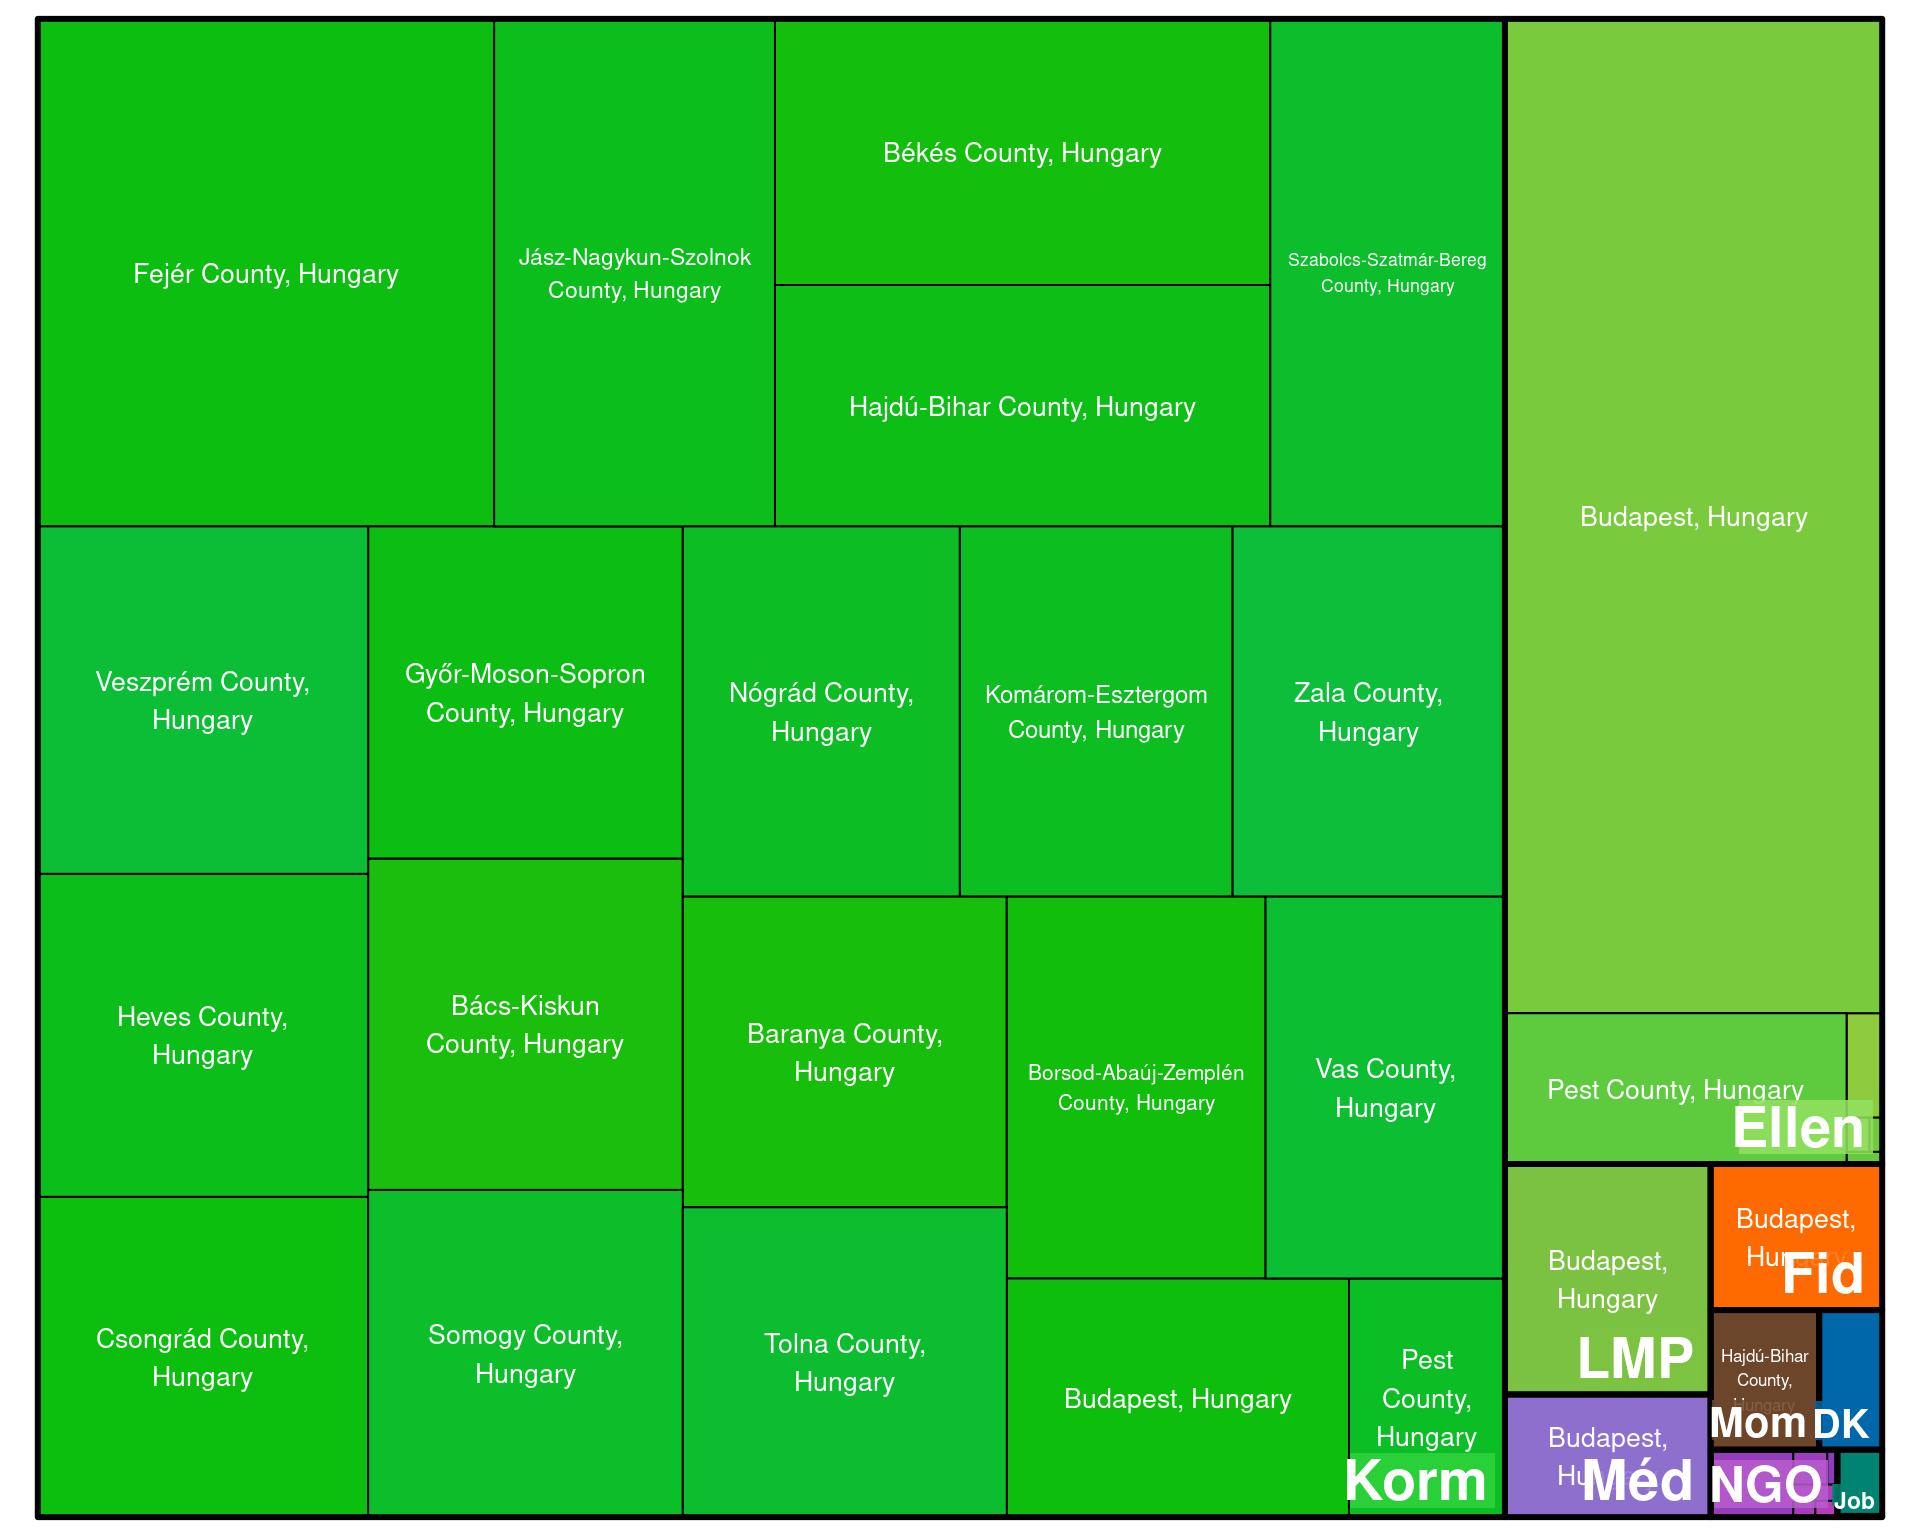 Fejér County, Hungary
Jász-Nagykun-Szolnok
County, Hungary
Békés County, Hungary
Hajdú-Bihar County, Hungary
Szabolcs-Szatmár-Bereg
County, Hungary
Veszprém County,
Hungary
Győr-Moson-Sopron
County, Hungary
Nógrád County,
Hungary
Komárom-Esztergom
County, Hungary
Zala County,
Hungary
Heves County,
Hungary
Bács-Kiskun
County, Hungary
Baranya County,
Hungary
Borsod-Abaúj-Zemplén
County, Hungary
Vas County,
Hungary
Csongrád County,
Hungary
Somogy County,
Hungary
Tolna County,
Hungary
Budapest, Hungary
Pest
County,
Hungary
Korm
Budapest, Hungary
Pest County, Hungary
Ellen
Budapest,
Hungary
LMP
Budapest,
Hungary
Fid
Hajdú-Bihar
County,
Hungary
Mom
DK
Budapest,
Méd
NGO
Job